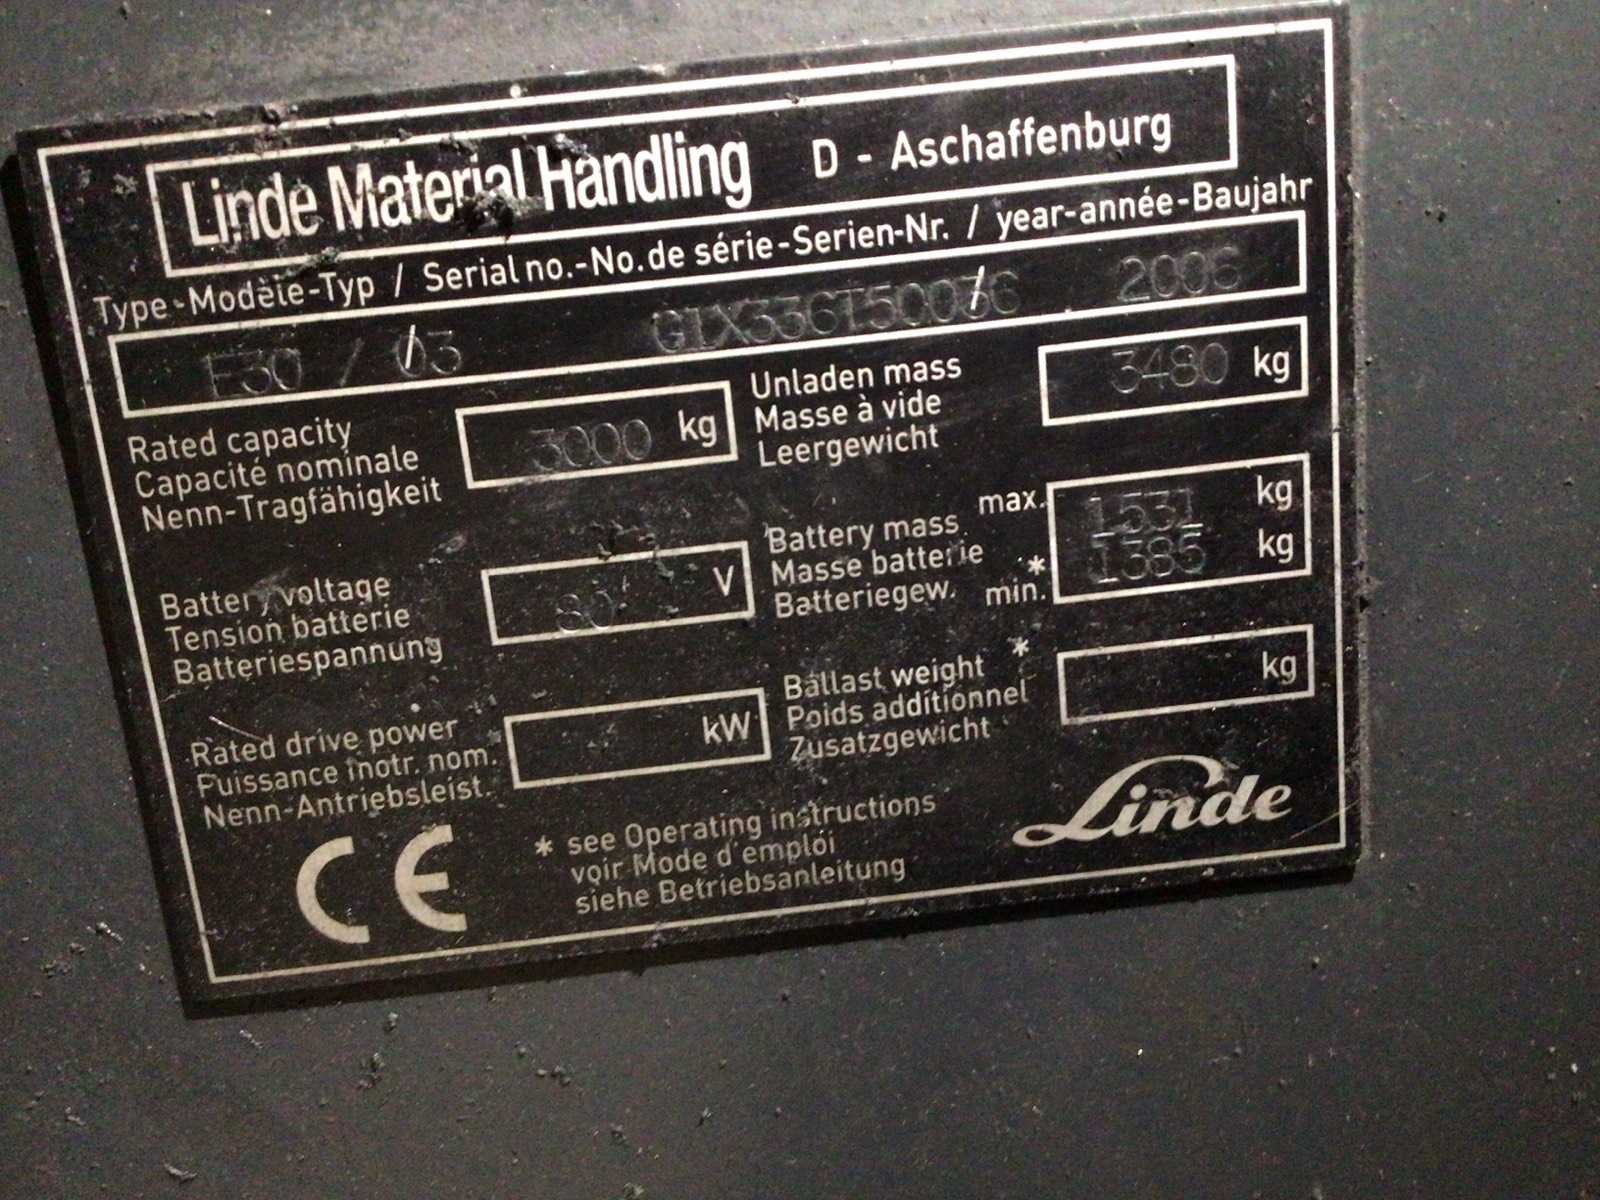 Linde Material Handling D - Aschaffenburg
Type-Modèle-Typ / Serial no.-No. de série-Serien-Nr. / year-année-Baujahr
E30 / 03 2006
Rated capacity
Capacité nominale
Nenn-Tragfähigkeit
3000 kg
Unladen mass
Masse à vide
Leergewicht
3480 kg
Battery voltage
Tension batterie
Batteriespannung
80 V
Battery mass
Masse batterie
Batteriegew.
max. 1531 kg
* min. 1385 kg
Rated drive power
Puissance motr. nom.
Nenn-Antriebsleist.
kW
Ballast weight *
Poids additionnel
Zusatzgewicht
kg
CE
* see Operating instructions
voir Mode d'emploi
siehe Betriebsanleitung
Linde